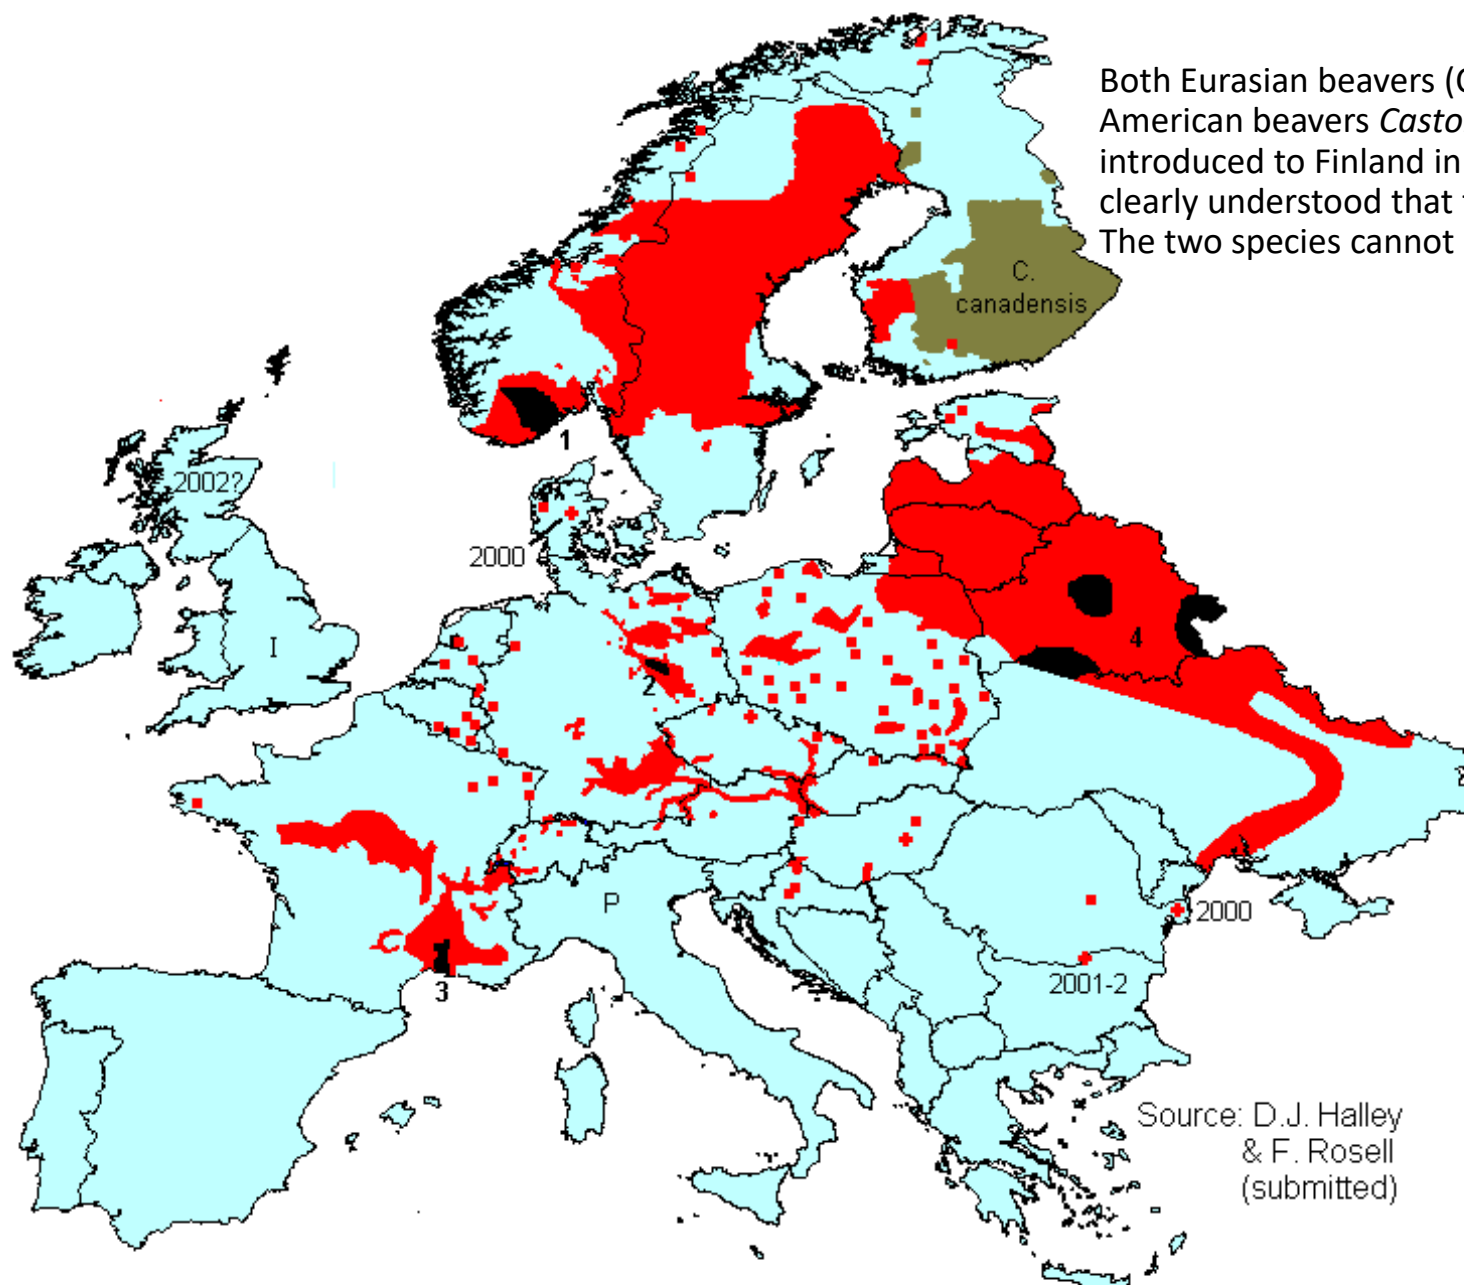 Both Eurasian beavers (
American beavers Casto
introduced to Finland in
clearly understood that
The two species cannot
C.
canadensis
1
2002?
2000
I
4
2
P
2000
3
2001-2
Source: D.J. Halley
& F. Rosell
(submitted)